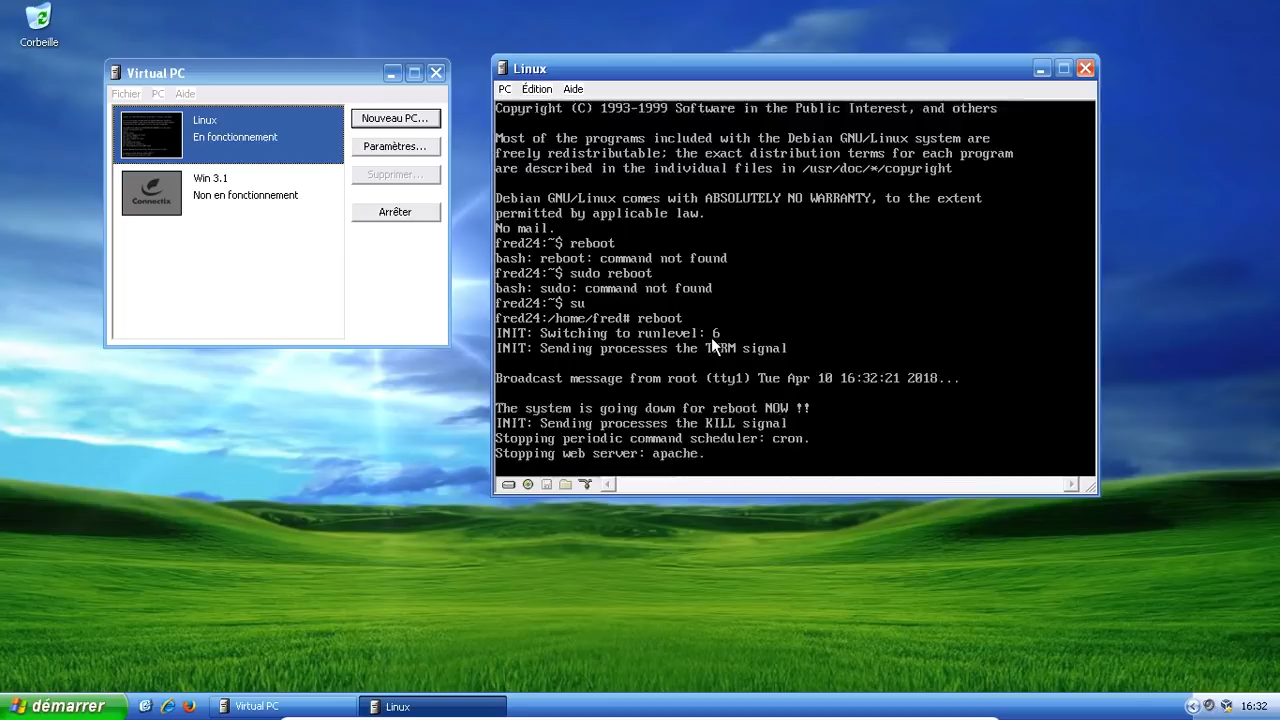 Corbeille
Virtual PC
Fichier PC Aide
Linux
En fonctionnement
Connectix
Win 3.1
Non en fonctionnement
Nouveau PC...
Paramètres...
Supprimer...
Arrêter
Linux
PC Édition Aide
Copyright (C) 1993-1999 Software in the Public Interest, and others
Most of the programs included with the Debian GNU/Linux system are
freely redistributable; the exact distribution terms for each program
are described in the individual files in /usr/doc/*/copyright
Debian GNU/Linux comes with ABSOLUTELY NO WARRANTY, to the extent
permitted by applicable law.
No mail.
fred24:~$ reboot
bash: reboot: command not found
fred24:~$ sudo reboot
bash: sudo: command not found
fred24:~$ su
fred24:/home/fred# reboot
INIT: Switching to runlevel: 6
INIT: Sending processes the TERM signal
Broadcast message from root (tty1) Tue Apr 10 16:32:21 2018...
The system is going down for reboot NOW !!
INIT: Sending processes the KILL signal
Stopping periodic command scheduler: cron.
Stopping web server: apache.
démarrer
Virtual PC
Linux
16:32